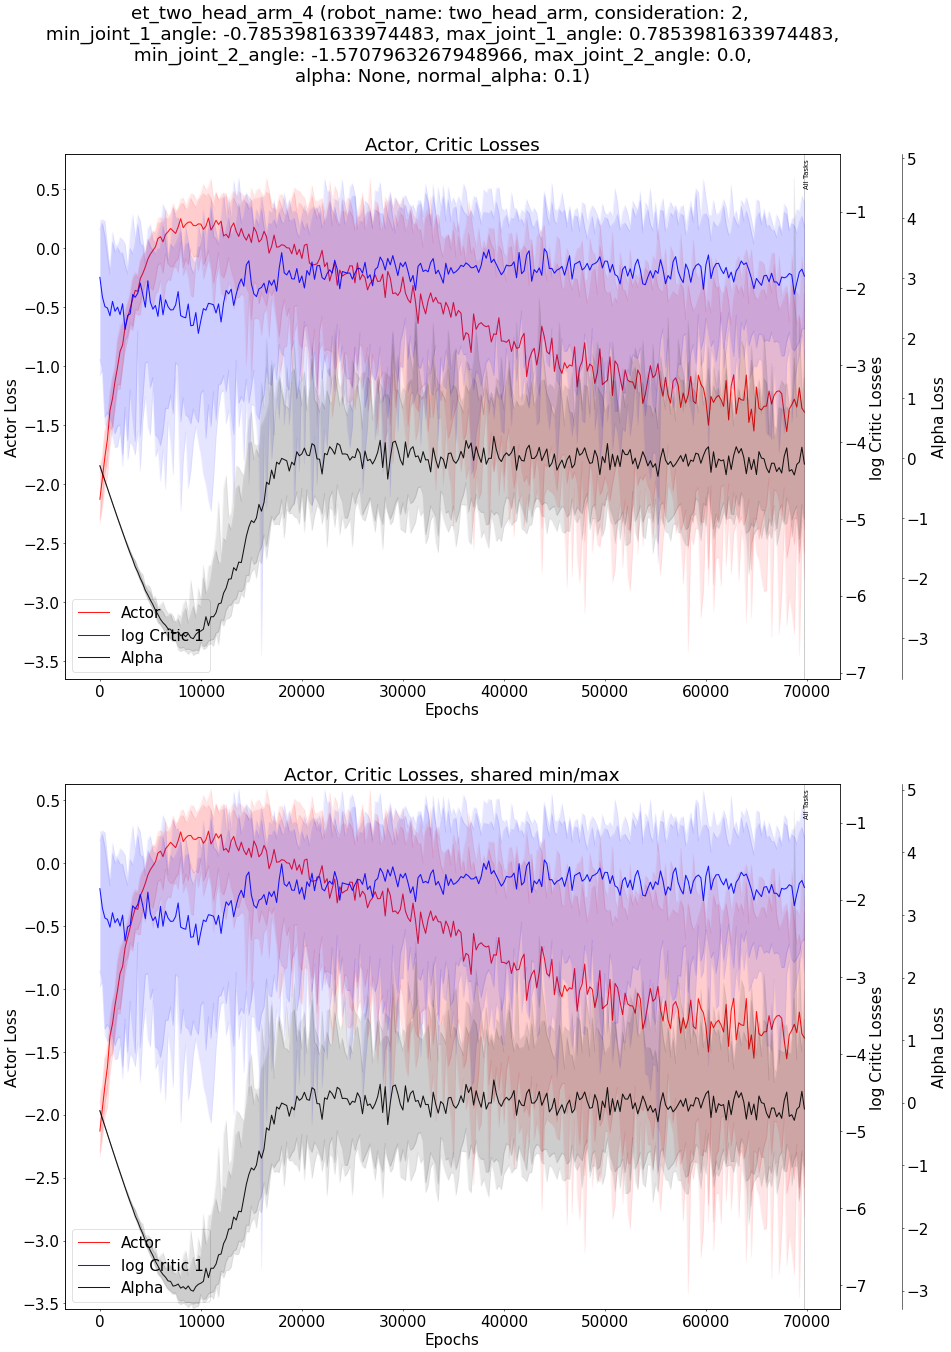 et_two_head_arm_4 (robot_name: two_head_arm, consideration: 2,
min_joint_1_angle: -0.7853981633974483, max_joint_1_angle: 0.7853981633974483,
min_joint_2_angle: -1.5707963267948966, max_joint_2_angle: 0.0,
alpha: None, normal_alpha: 0.1)
Actor, Critic Losses
All Tasks
0.5
0.0
−0.5
−1.0
−1.5
−2.0
−2.5
−3.0
−3.5
Actor Loss
−1
−2
−3
−4
−5
−6
−7
log Critic Losses
5
4
3
2
1
0
−1
−2
−3
Alpha Loss
Actor
log Critic 1
Alpha
0 10000 20000 30000 40000 50000 60000 70000
Epochs
Actor, Critic Losses, shared min/max
All Tasks
0.5
0.0
−0.5
−1.0
−1.5
−2.0
−2.5
−3.0
−3.5
Actor Loss
−1
−2
−3
−4
−5
−6
−7
log Critic Losses
5
4
3
2
1
0
−1
−2
−3
Alpha Loss
Actor
log Critic 1
Alpha
0 10000 20000 30000 40000 50000 60000 70000
Epochs